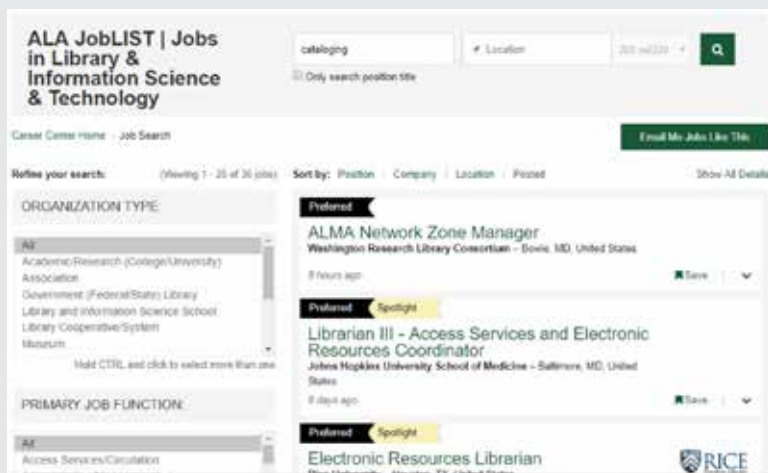 ALA JobLIST | Jobs
in Library &
Information Science
& Technology
cataloging
Location
Only search position title
Career Center Home
Job Search
Email Me Jobs Like This
Refine your search:
(Viewing 1 - 25 of 35 jobs)
Sort by: Position
Company
Location
Posted
Show All Details
ORGANIZATION TYPE:
All
Academic/Research (College/University)
Association
Government (Federal/State) Library
Library and Information Science School
Library Cooperative/System
Museum
Hold CTRL and click to select more than one
PRIMARY JOB FUNCTION:
All
Access Services/Circulation
Preferred
ALMA Network Zone Manager
Washington Research Library Consortium – Bowie, MD, United States
8 hours ago
Save
Preferred Spotlight
Librarian III - Access Services and Electronic
Resources Coordinator
Johns Hopkins University School of Medicine – Baltimore, MD, United
States
8 days ago
Save
Preferred Spotlight
Electronic Resources Librarian
RICE